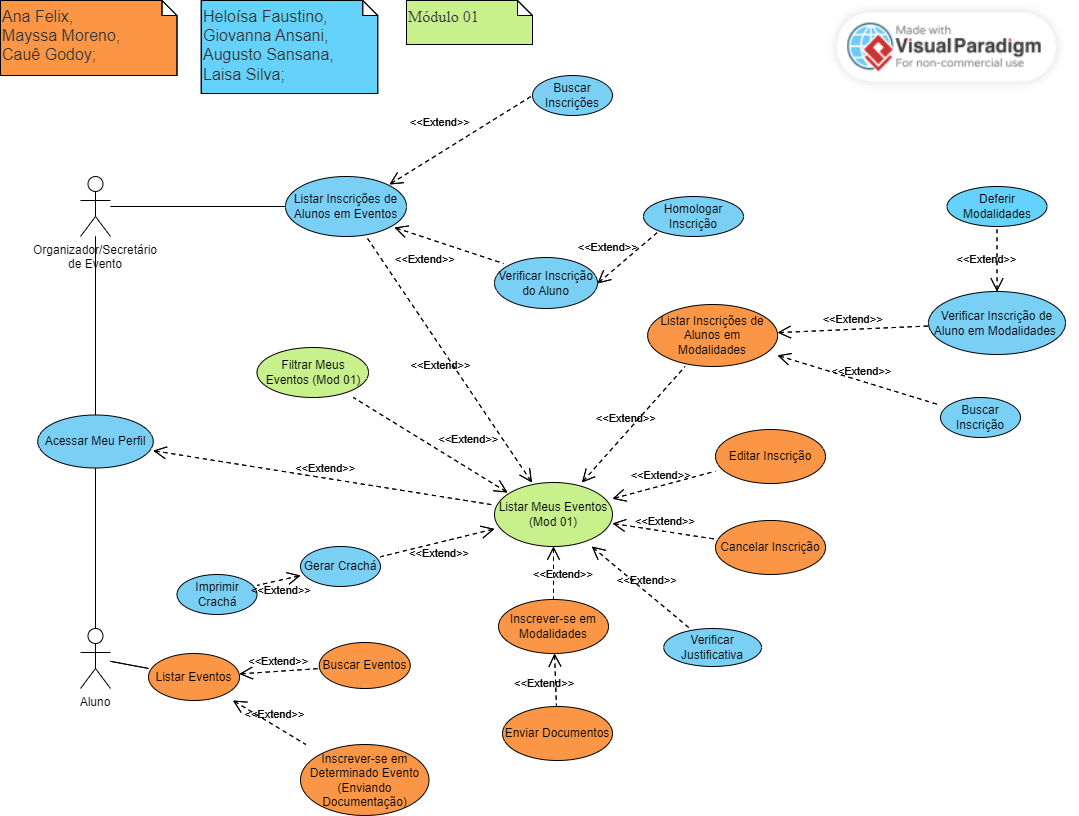 Ana Felix,
Mayssa Moreno,
Cauê Godoy;
Heloísa Faustino,
Giovanna Ansani,
Augusto Sansana,
Laisa Silva;
Módulo 01
Made with
Visual Paradigm
For non-commercial use
Buscar
Inscrições
<<Extend>>
Organizador/Secretário
de Evento
Listar Inscrições de
Alunos em Eventos
Homologar
Inscrição
<<Extend>>
<<Extend>>
Verificar Inscrição
do Aluno
Deferir
Modalidades
<<Extend>>
Verificar Inscrição de
Aluno em Modalidades
<<Extend>>
Listar Inscrições de
Alunos em
Modalidades
<<Extend>>
Buscar
Inscrição
<<Extend>>
<<Extend>>
Filtrar Meus
Eventos (Mod 01)
<<Extend>>
Acessar Meu Perfil
<<Extend>>
Editar Inscrição
<<Extend>>
Listar Meus Eventos
(Mod 01)
<<Extend>>
Cancelar Inscrição
<<Extend>>
Gerar Crachá
Imprimir
Crachá
<<Extend>>
<<Extend>>
<<Extend>>
Inscrever-se em
Modalidades
Verificar
Justificativa
Aluno
Listar Eventos
<<Extend>>
Buscar Eventos
<<Extend>>
<<Extend>>
Enviar Documentos
Inscrever-se em
Determinado Evento
(Enviando
Documentação)